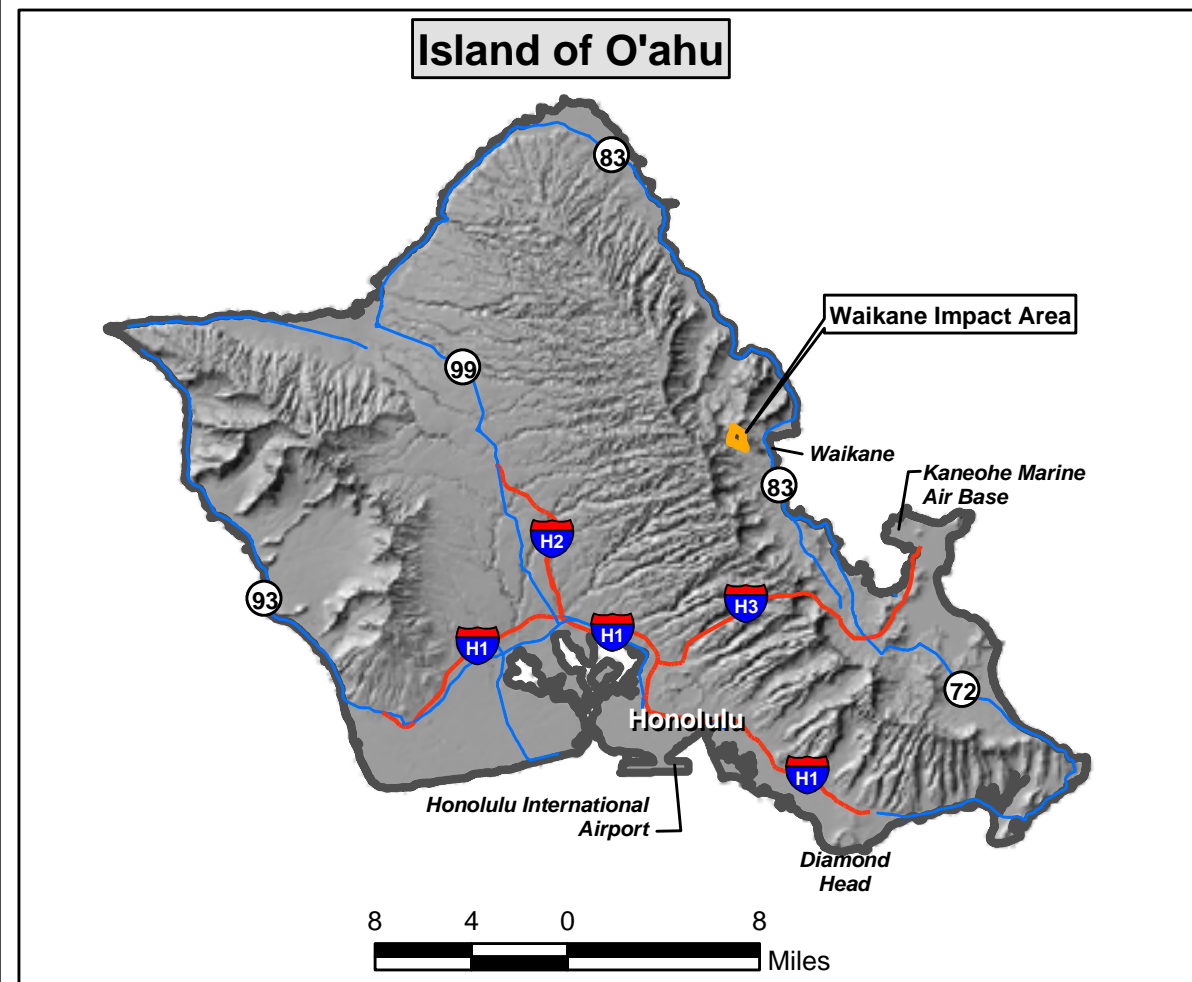 Island of O'ahu
83
Waikane Impact Area
99
Waikane
83
Kaneohe Marine
Air Base
H2
93
H3
H1
H1
72
Honolulu
H1
Honolulu International
Airport
Diamond
Head
8 4 0 8
Miles